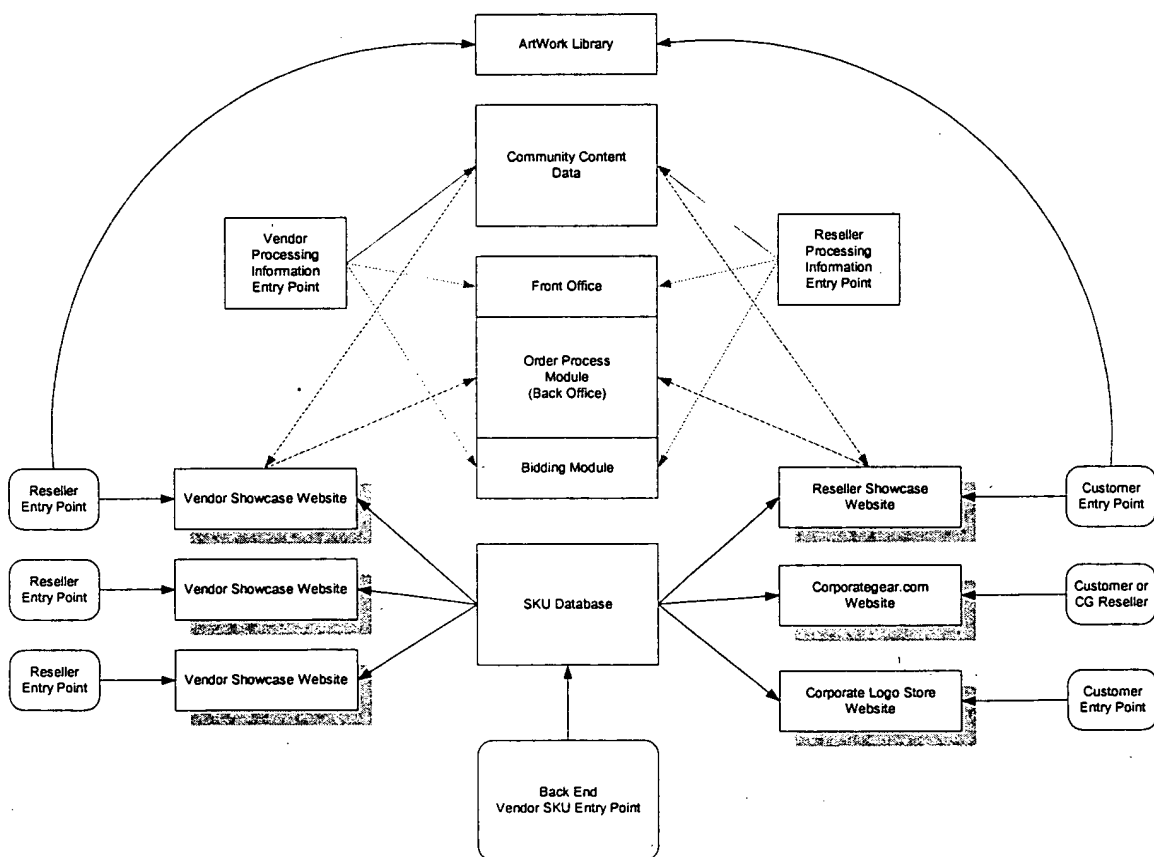 ArtWork Library
Community Content
Data
Vendor
Processing
Information
Entry Point
Reseller
Processing
Information
Entry Point
Front Office
Order Process
Module
(Back Office)
Bidding Module
Reseller
Entry Point
Vendor Showcase Website
Reseller Showcase
Website
Customer
Entry Point
Reseller
Entry Point
Vendor Showcase Website
SKU Database
Corporategear.com
Website
Customer or
CG Reseller
Reseller
Entry Point
Vendor Showcase Website
Corporate Logo Store
Website
Customer
Entry Point
Back End
Vendor SKU Entry Point